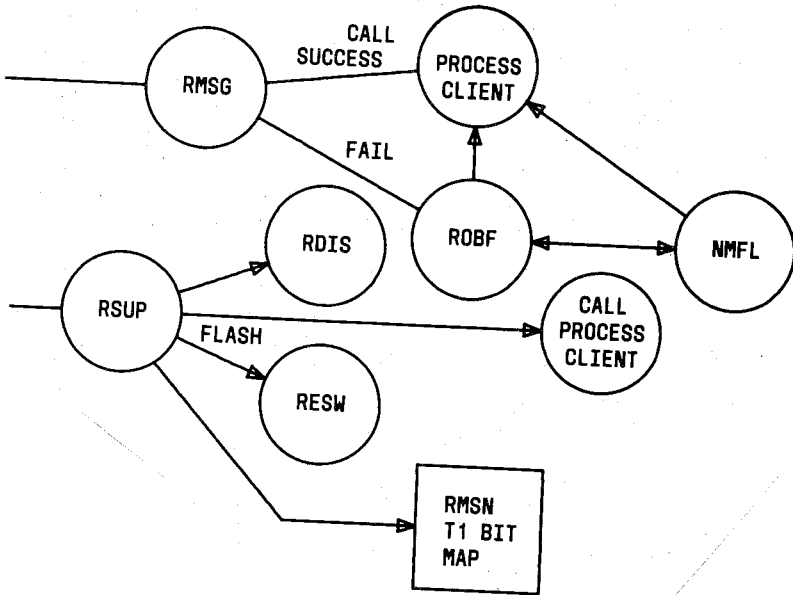 CALL
SUCCESS
RMSG
PROCESS
CLIENT
FAIL
RDIS
ROBF
NMFL
RSUP
FLASH
CALL
PROCESS
CLIENT
RESW
RMSN
T1 BIT
MAP